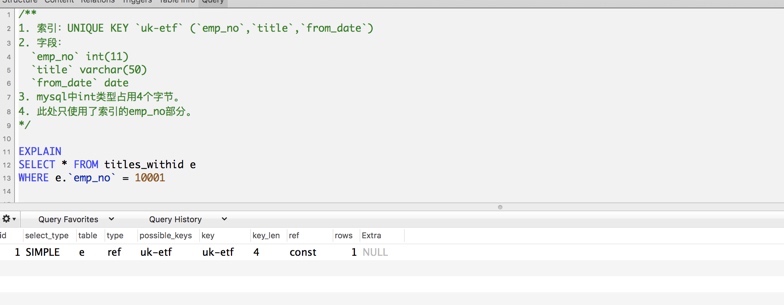 Structure Content Relations Triggers Table Info Query
1 /**
2 1. 索引：UNIQUE KEY `uk-etf` (`emp_no`,`title`,`from_date`)
3 2. 字段：
4 `emp_no` int(11)
5 `title` varchar(50)
6 `from_date` date
7 3. mysql中int类型占用4个字节。
8 4. 此处只使用了索引的emp_no部分。
9 */
10
11 EXPLAIN
12 SELECT * FROM titles_withid e
13 WHERE e.`emp_no` = 10001
14
Query Favorites Query History
id select_type table type possible_keys key key_len ref rows Extra
1 SIMPLE e ref uk-etf uk-etf 4 const 1 NULL